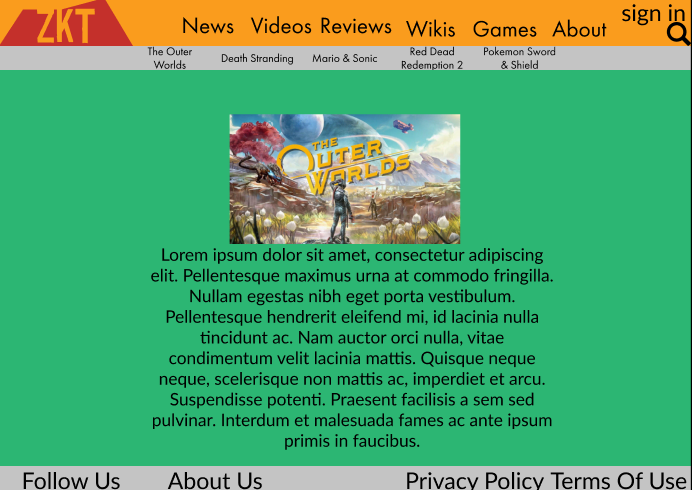 ZKT
News Videos Reviews Wikis Games About
sign in
The Outer Worlds
Death Stranding
Mario & Sonic
Red Dead Redemption 2
Pokemon Sword & Shield
THE
OUTER
WORLDS
Lorem ipsum dolor sit amet, consectetur adipiscing
elit. Pellentesque maximus urna at commodo fringilla.
Nullam egestas nibh eget porta vestibulum.
Pellentesque hendrerit eleifend mi, id lacinia nulla
tincidunt ac. Nam auctor orci nulla, vitae
condimentum velit lacinia mattis. Quisque neque
neque, scelerisque non mattis ac, imperdiet et arcu.
Suspendisse potenti. Praesent facilisis a sem sed
pulvinar. Interdum et malesuada fames ac ante ipsum
primis in faucibus.
Follow Us About Us Privacy Policy Terms Of Use